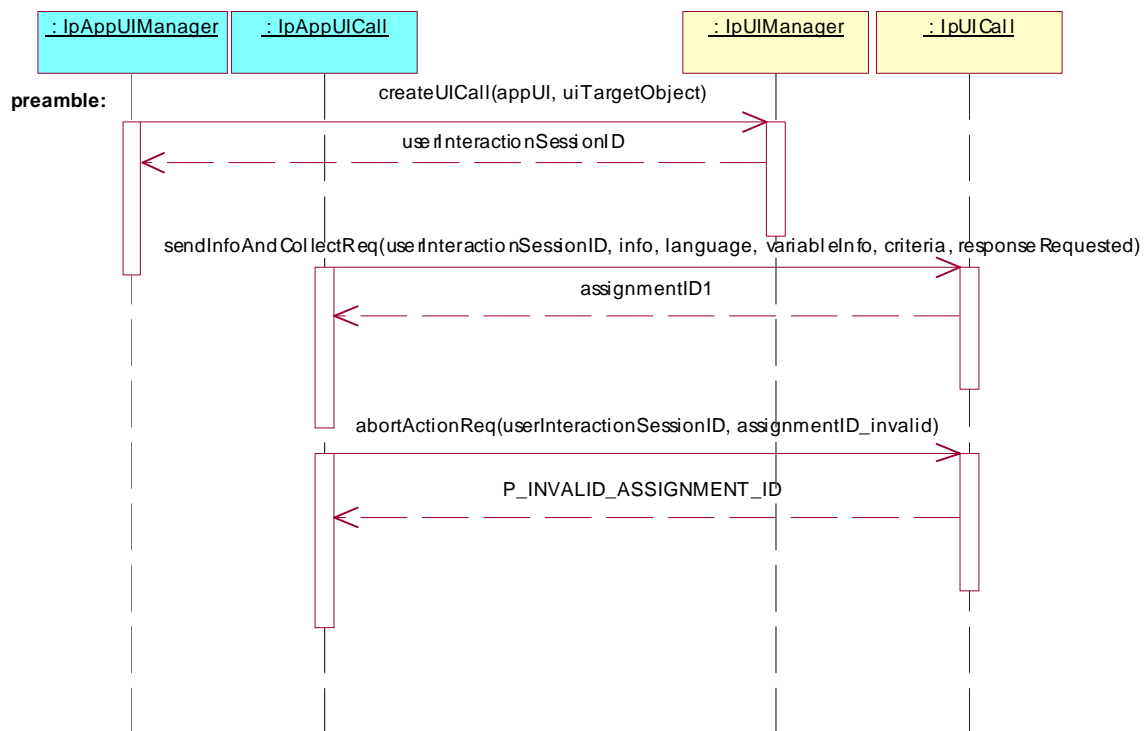 : IpAppUIManager
: IpAppUICall
: IpUIManager
: IpUICall
preamble:
createUICall(appUI, uiTargetObject)
userInteractionSessionID
sendInfoAndCollectReq(userInteractionSessionID, info, language, variableInfo, criteria, responseRequested)
assignmentID1
abortActionReq(userInteractionSessionID, assignmentID_invalid)
P_INVALID_ASSIGNMENT_ID